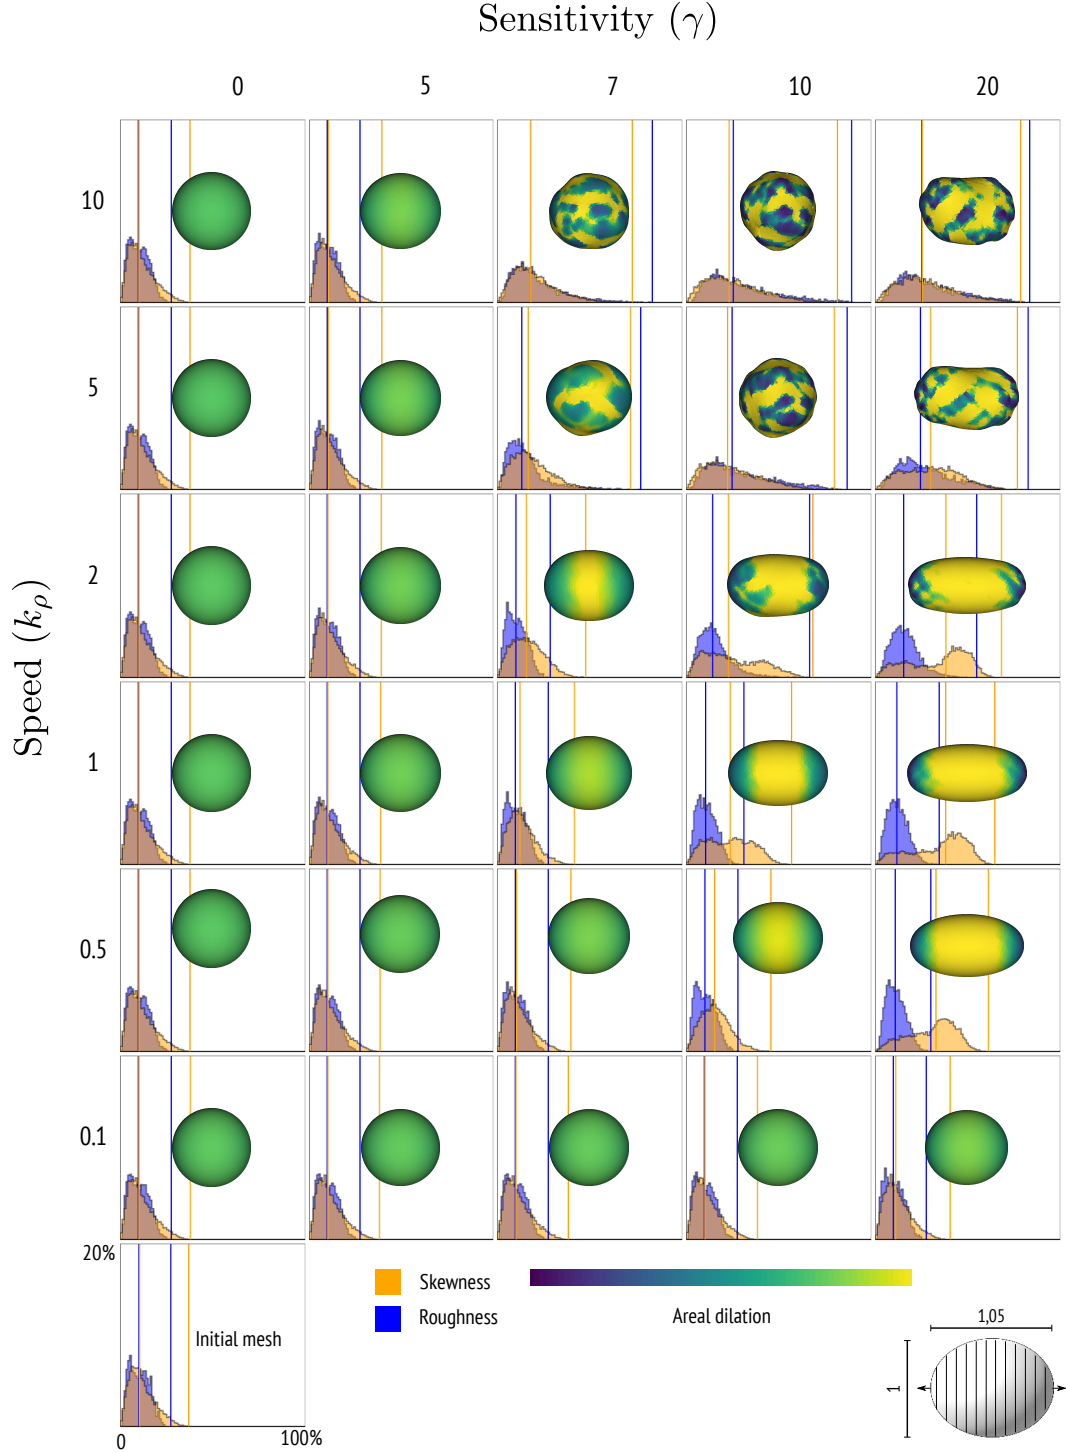 Sensitivity (γ)
0 5 7 10 20
Speed (kρ)
10
5
2
1
0.5
0.1
20%
Initial mesh
0 100%
Skewness
Roughness
Areal dilation
1,05
1